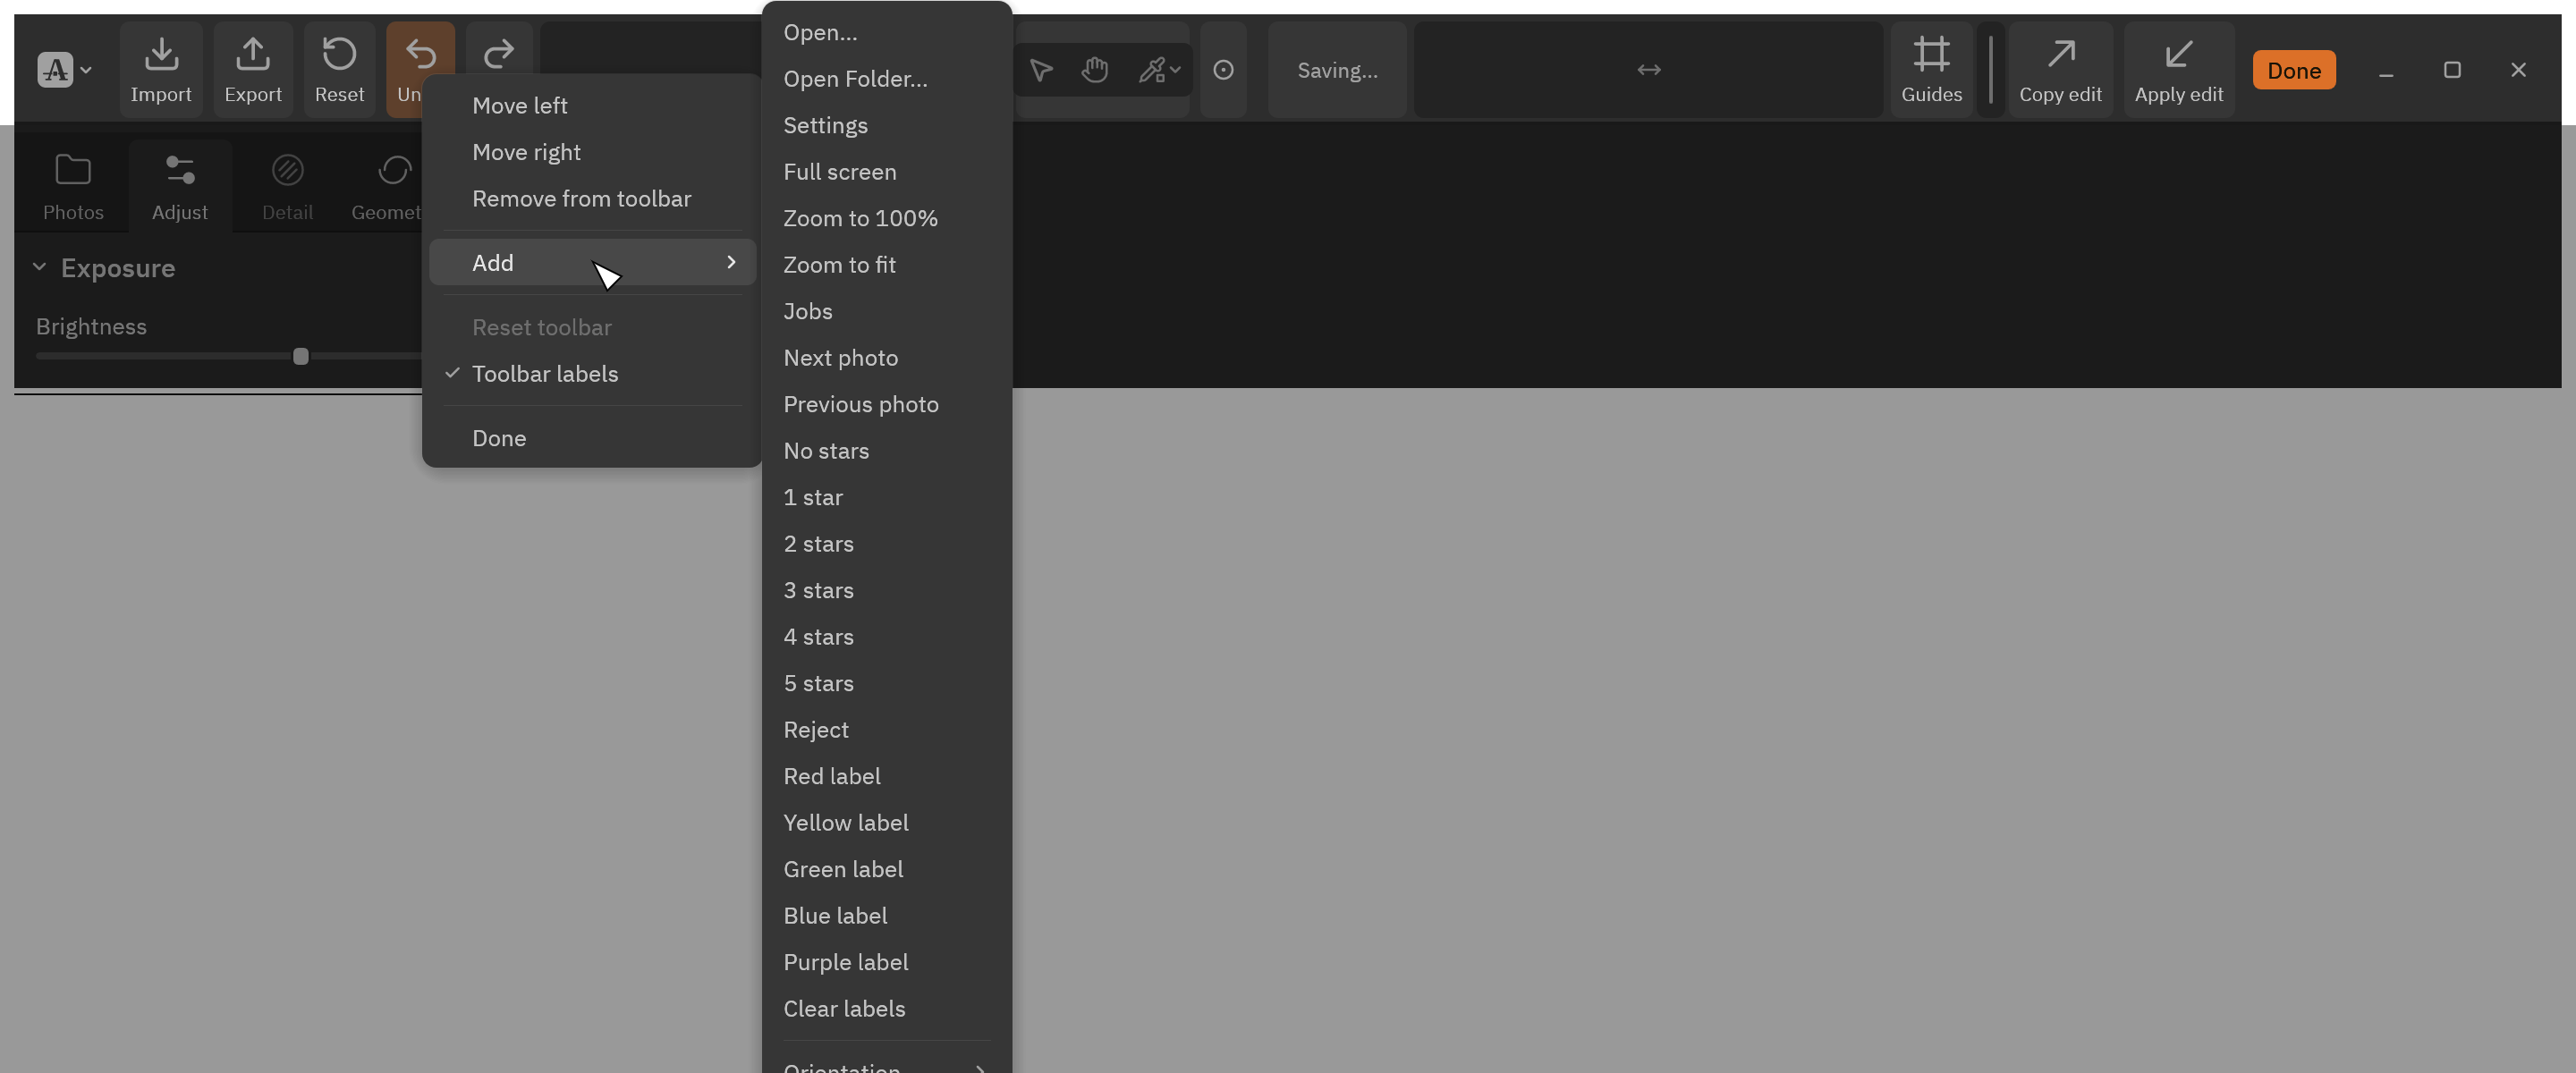 A
Import
Export
Reset
Un
Saving...
Guides
Copy edit
Apply edit
Done
Photos
Adjust
Detail
Geomet
Exposure
Brightness
Move left
Move right
Remove from toolbar
Add
Reset toolbar
Toolbar labels
Done
Open...
Open Folder...
Settings
Full screen
Zoom to 100%
Zoom to fit
Jobs
Next photo
Previous photo
No stars
1 star
2 stars
3 stars
4 stars
5 stars
Reject
Red label
Yellow label
Green label
Blue label
Purple label
Clear labels
Orientation